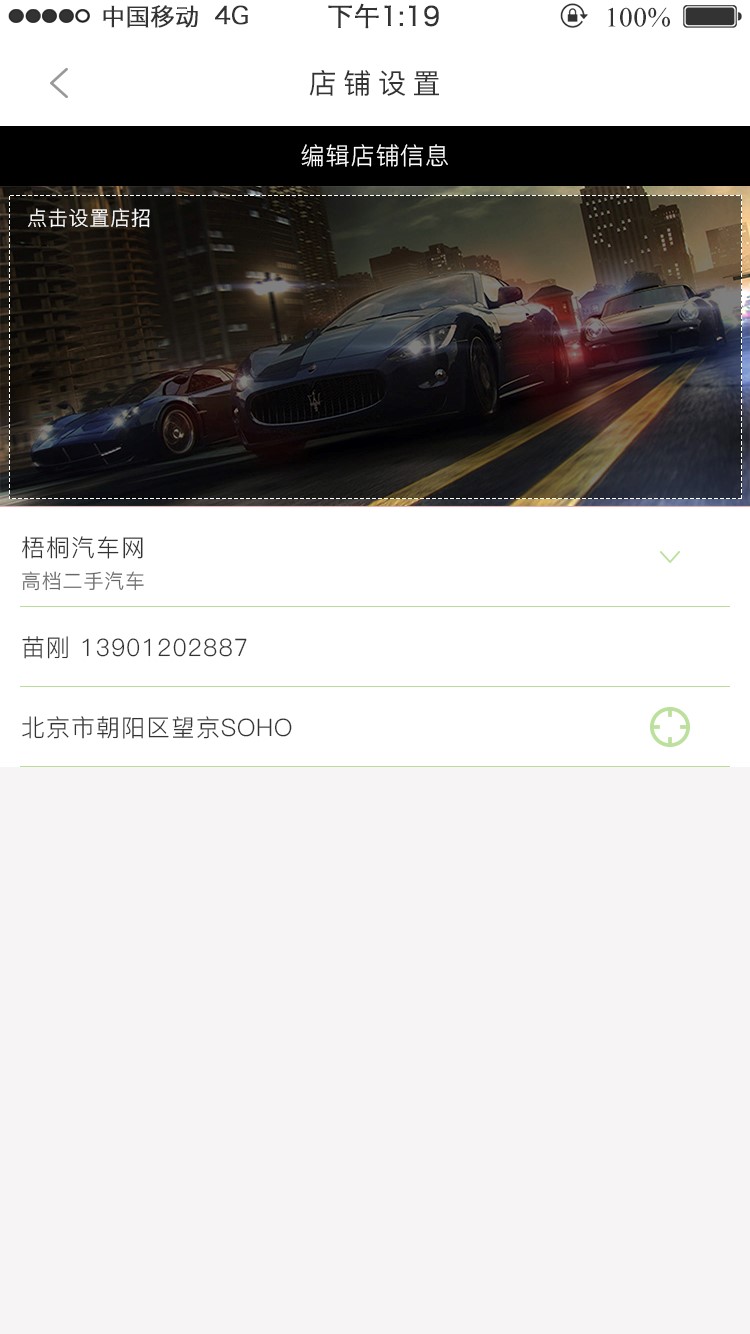 中国移动 4G 下午1:19 100%
店铺设置
编辑店铺信息
点击设置店招
梧桐汽车网
高档二手汽车
苗刚 13901202887
北京市朝阳区望京SOHO